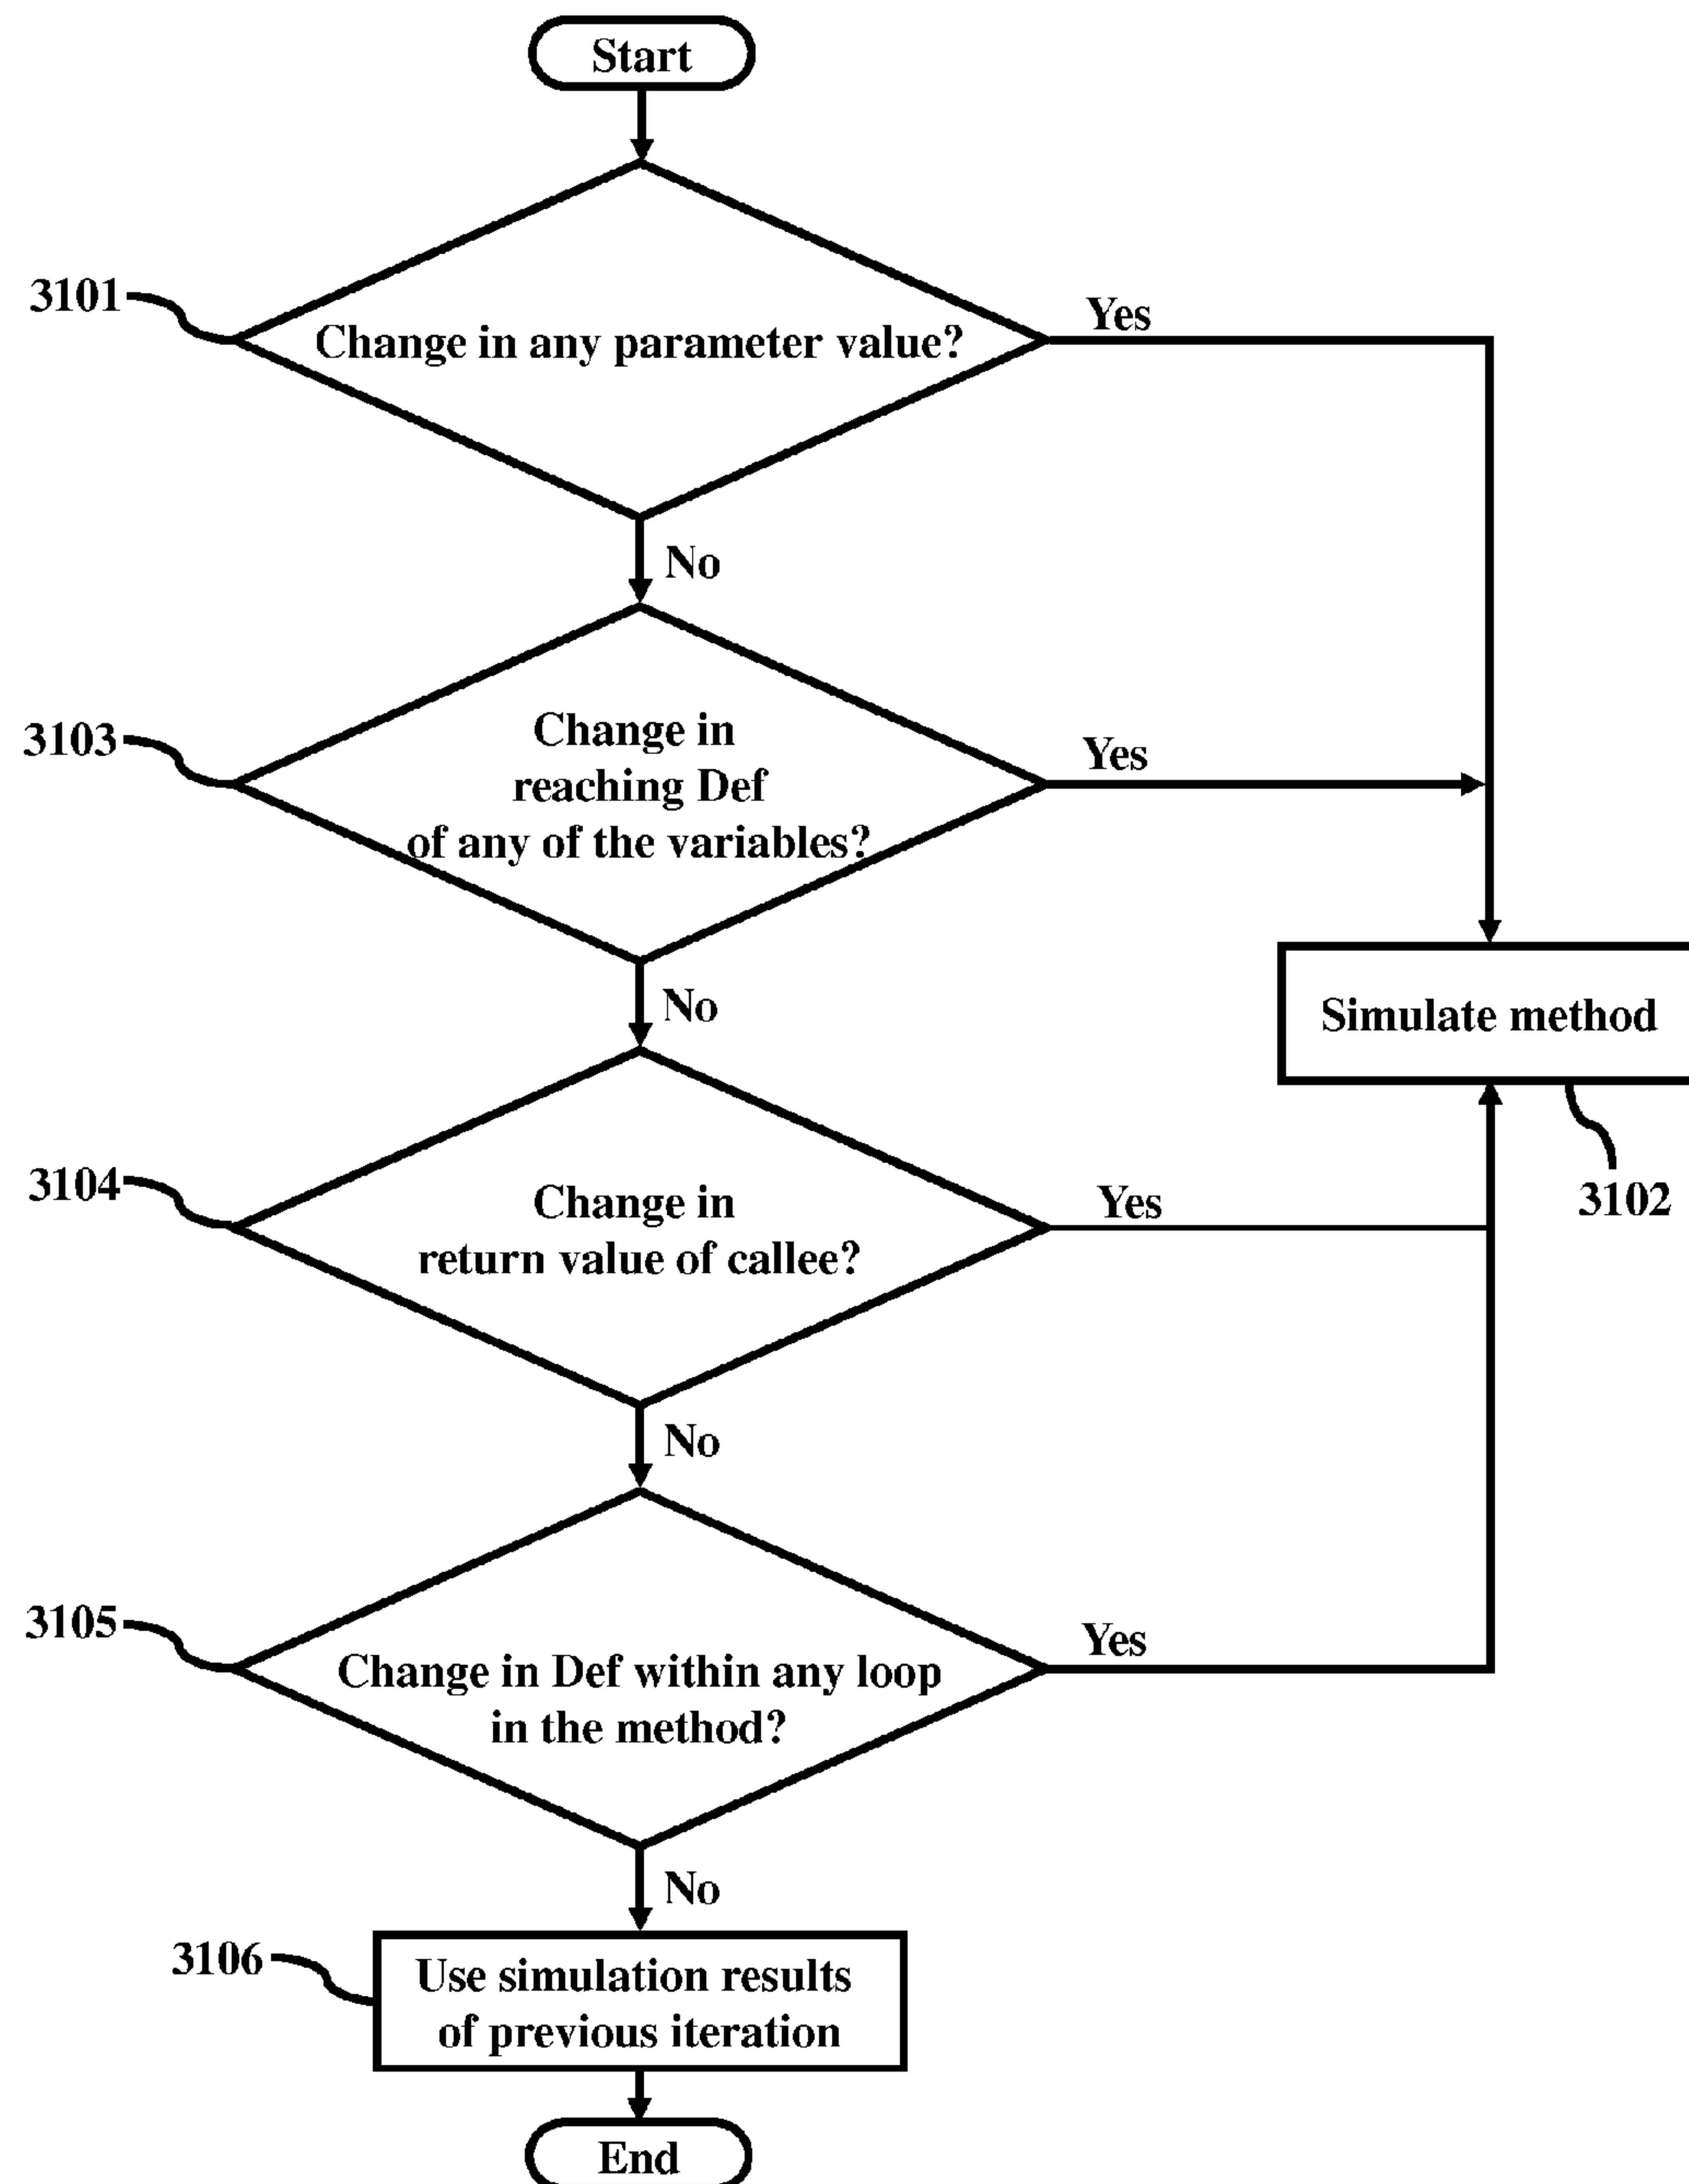 Start
3101
Change in any parameter value?
Yes
No
3103
Change in
reaching Def
of any of the variables?
Yes
No
Simulate method
3102
3104
Change in
return value of callee?
Yes
No
3105
Change in Def within any loop
in the method?
Yes
No
3106
Use simulation results
of previous iteration
End